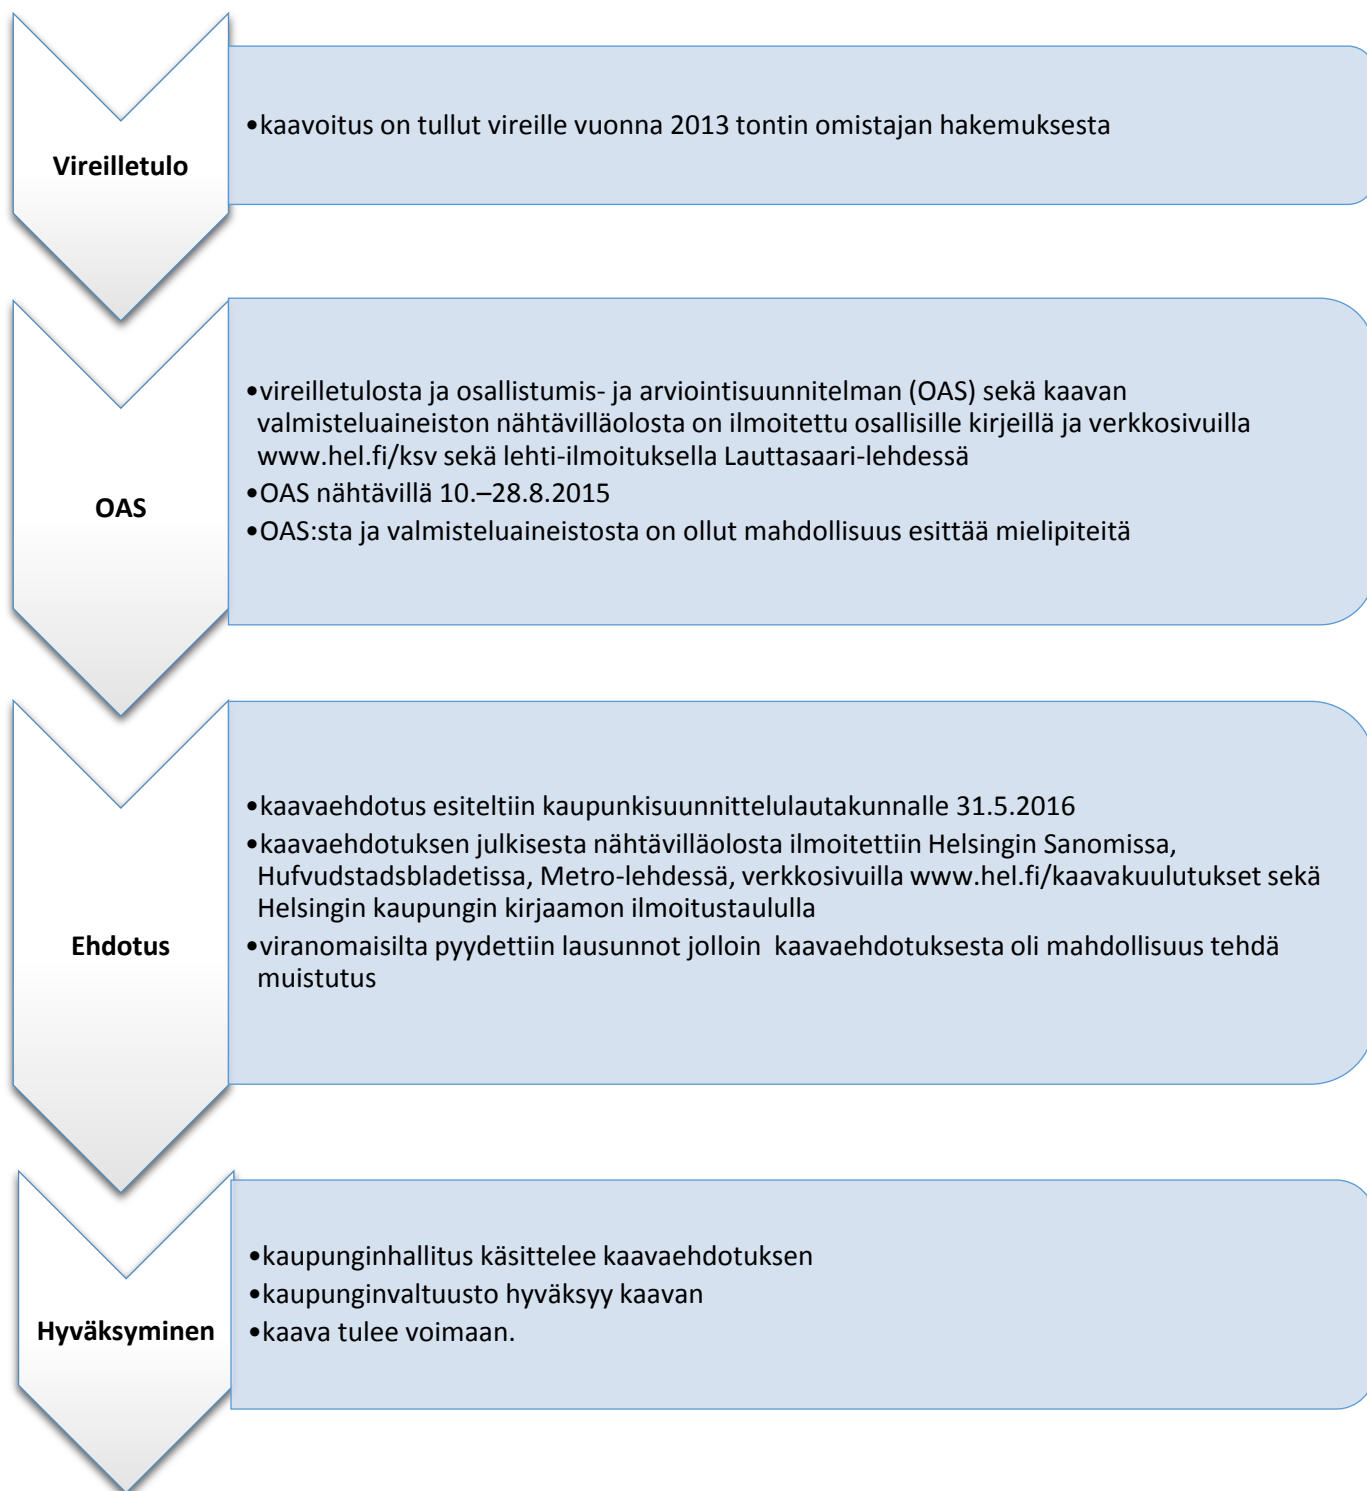 Vireilletulo
•kaavoitus on tullut vireille vuonna 2013 tontin omistajan hakemuksesta
OAS
•vireilletulosta ja osallistumis- ja arviointisuunnitelman (OAS) sekä kaavan
valmisteluaineiston nähtävilläolosta on ilmoitettu osallisille kirjeillä ja verkkosivuilla
www.hel.fi/ksv sekä lehti-ilmoituksella Lauttasaari-lehdessä
•OAS nähtävillä 10.–28.8.2015
•OAS:sta ja valmisteluaineistosta on ollut mahdollisuus esittää mielipiteitä
Ehdotus
•kaavaehdotus esiteltiin kaupunkisuunnittelulautakunnalle 31.5.2016
•kaavaehdotuksen julkisesta nähtävilläolosta ilmoitettiin Helsingin Sanomissa,
Hufvudstadsbladetissa, Metro-lehdessä, verkkosivuilla www.hel.fi/kaavakuulutukset sekä
Helsingin kaupungin kirjaamon ilmoitustaululla
•viranomaisilta pyydettiin lausunnot jolloin  kaavaehdotuksesta oli mahdollisuus tehdä
muistutus
Hyväksyminen
•kaupunginhallitus käsittelee kaavaehdotuksen
•kaupunginvaltuusto hyväksyy kaavan
•kaava tulee voimaan.